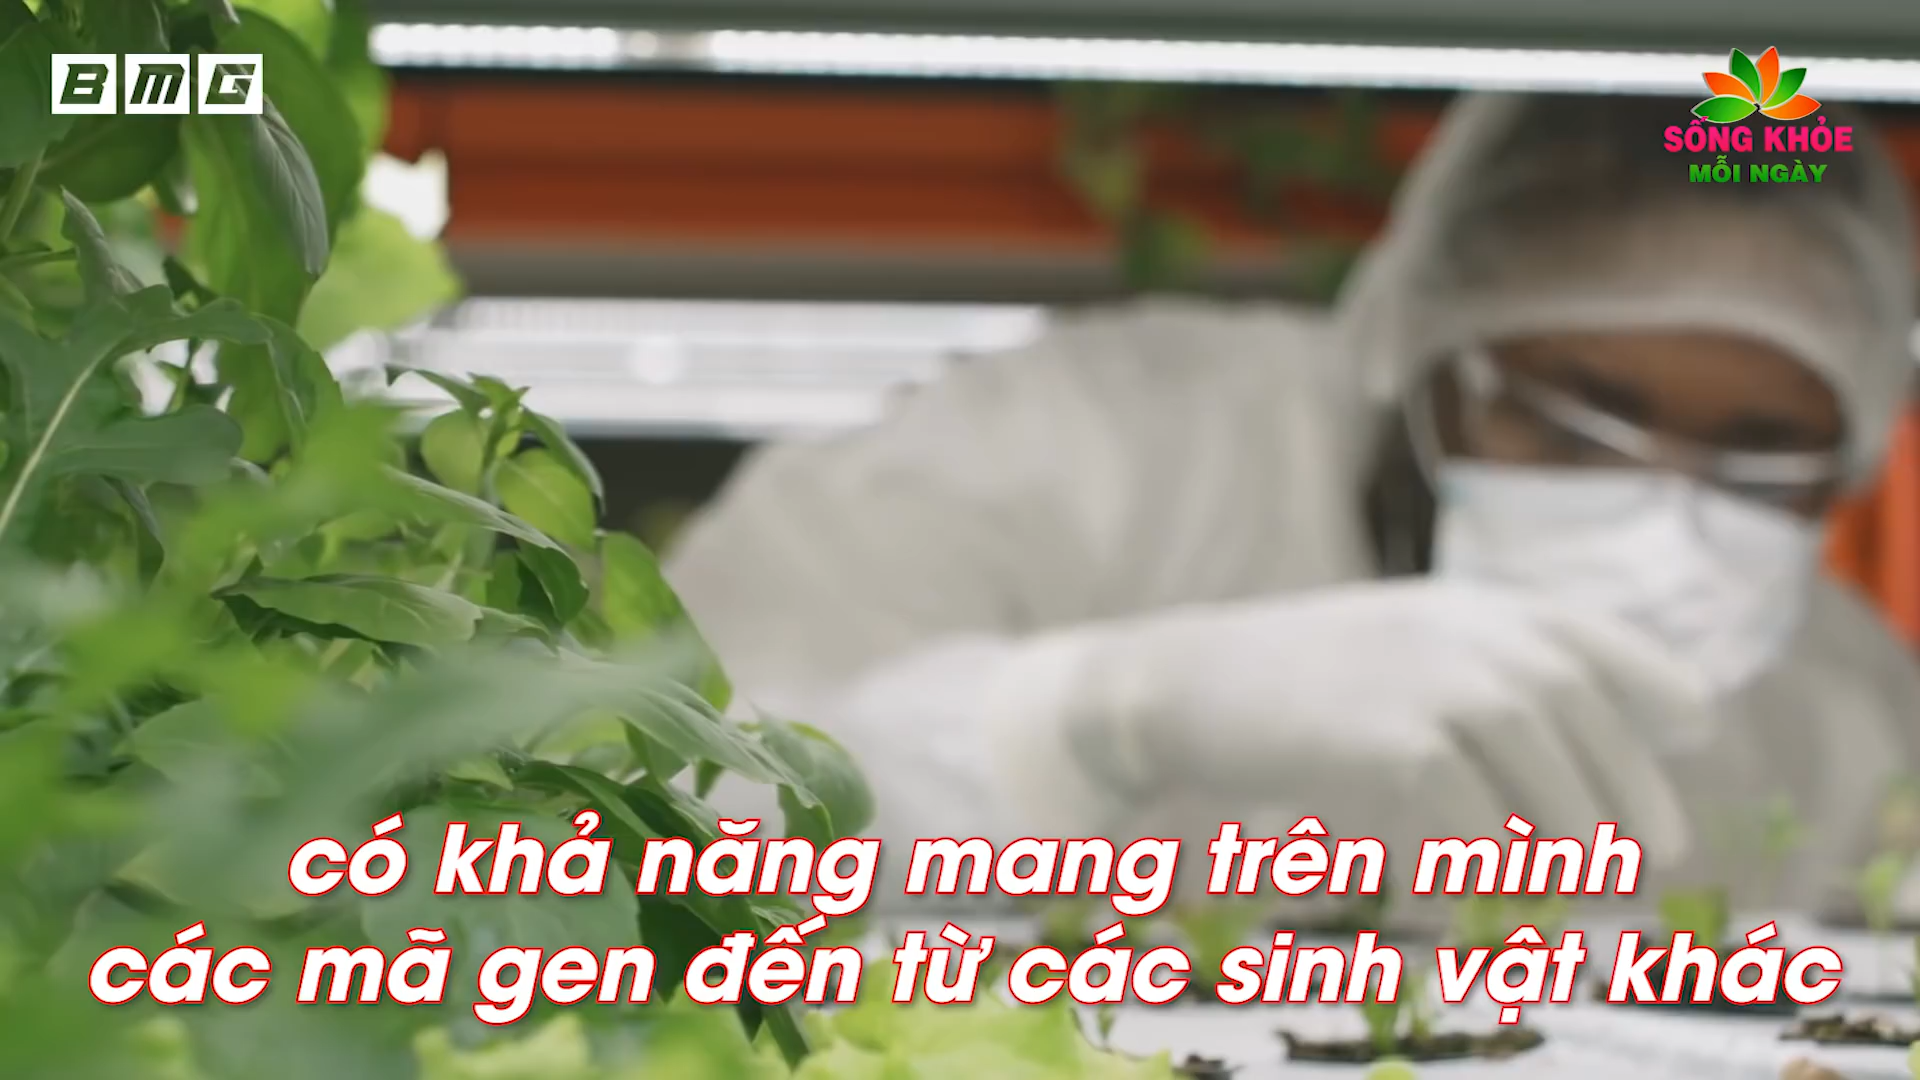 BMG
SỐNG KHỎE
MỖI NGÀY
có khả năng mang trên mình
các mã gen đến từ các sinh vật khác